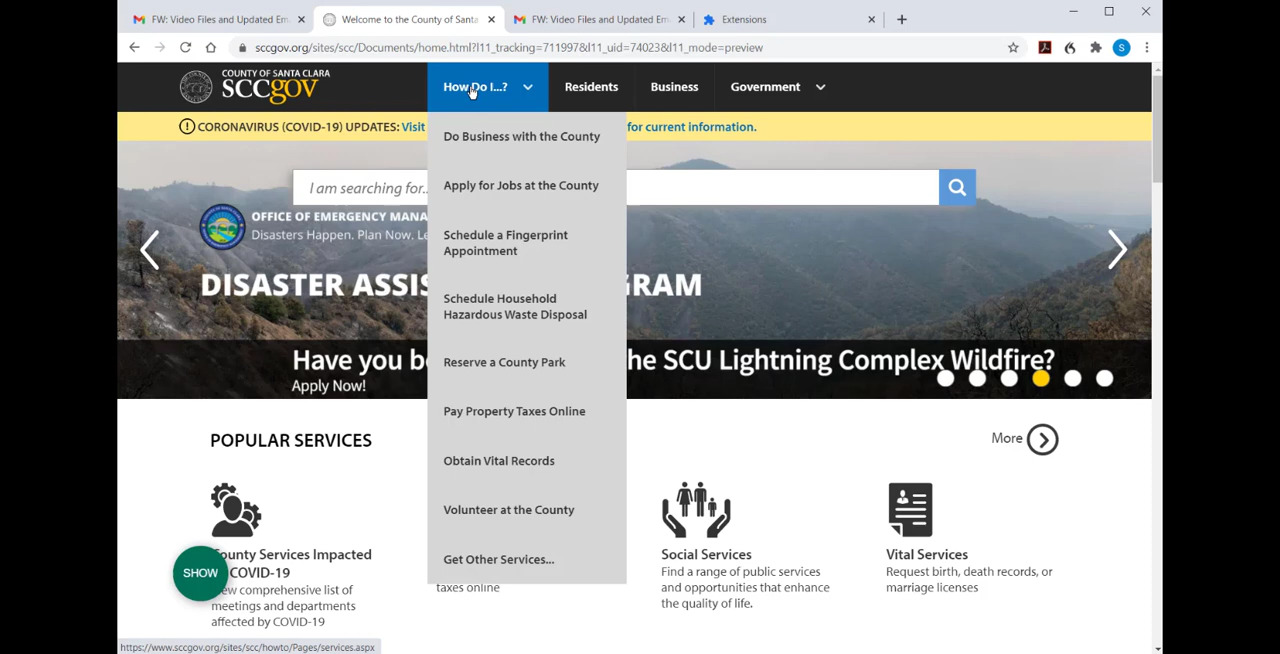 FW: Video Files and Updated Em
Welcome to the County of Santa
FW: Video Files and Updated Em
Extensions
sccgov.org/sites/scc/Documents/home.html?l11_tracking=711997&l11_uid=74023&l11_mode=preview
S
COUNTY OF SANTA CLARA
SCCGOV
How Do I...?
Residents
Business
Government
CORONAVIRUS (COVID-19) UPDATES: Visit
for current information.
Do Business with the County
Apply for Jobs at the County
Schedule a Fingerprint
Appointment
Schedule Household
Hazardous Waste Disposal
Reserve a County Park
Pay Property Taxes Online
Obtain Vital Records
Volunteer at the County
Get Other Services...
I am searching for..
OFFICE OF EMERGENCY MANA
Disasters Happen. Plan Now. Le
DISASTER ASSIS GRAM
Have you be he SCU Lightning Complex Wildfire?
Apply Now!
POPULAR SERVICES
More
County Services Impacted
COVID-19
View comprehensive list of
meetings and departments
affected by COVID-19
SHOW
taxes online
Social Services
Find a range of public services
and opportunities that enhance
the quality of life.
Vital Services
Request birth, death records, or
marriage licenses
https://www.sccgov.org/sites/scc/howto/Pages/services.aspx